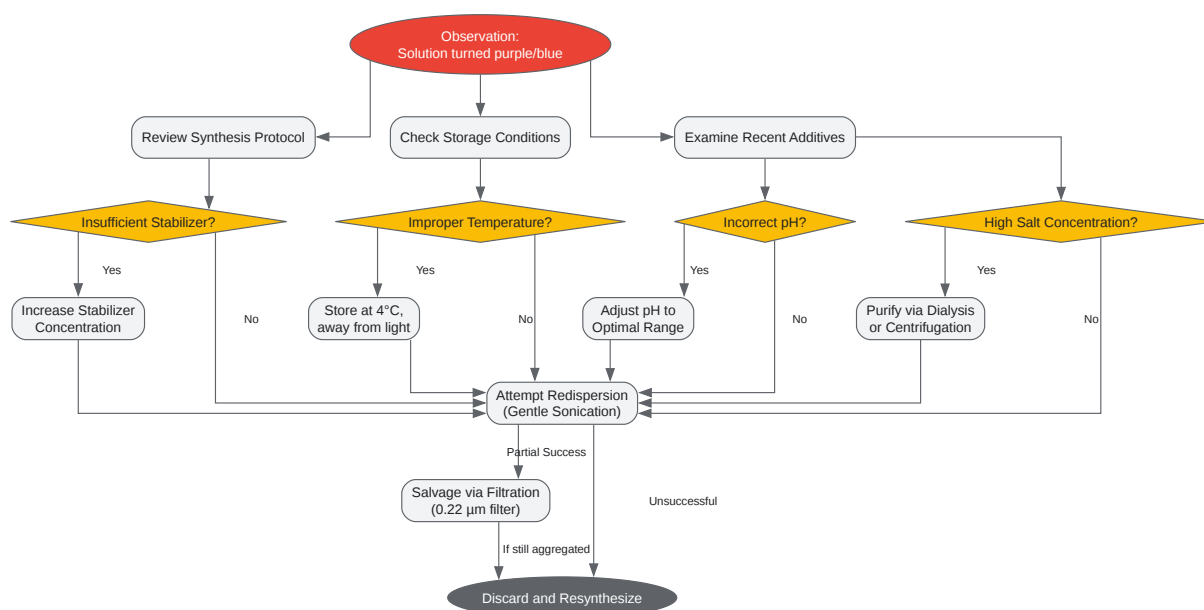 Observation:
Solution turned purple/blue
Review Synthesis Protocol
Check Storage Conditions
Examine Recent Additives
Insufficient Stabilizer?
Improper Temperature?
Incorrect pH?
High Salt Concentration?
Yes
Yes
Yes
Yes
Increase Stabilizer
Concentration
No
Store at 4°C,
away from light
No
Adjust pH to
Optimal Range
No
Purify via Dialysis
or Centrifugation
No
Attempt Redispersion
(Gentle Sonication)
Partial Success
Salvage via Filtration
(0.22 µm filter)
Unsuccessful
If still aggregated
Discard and Resynthesize